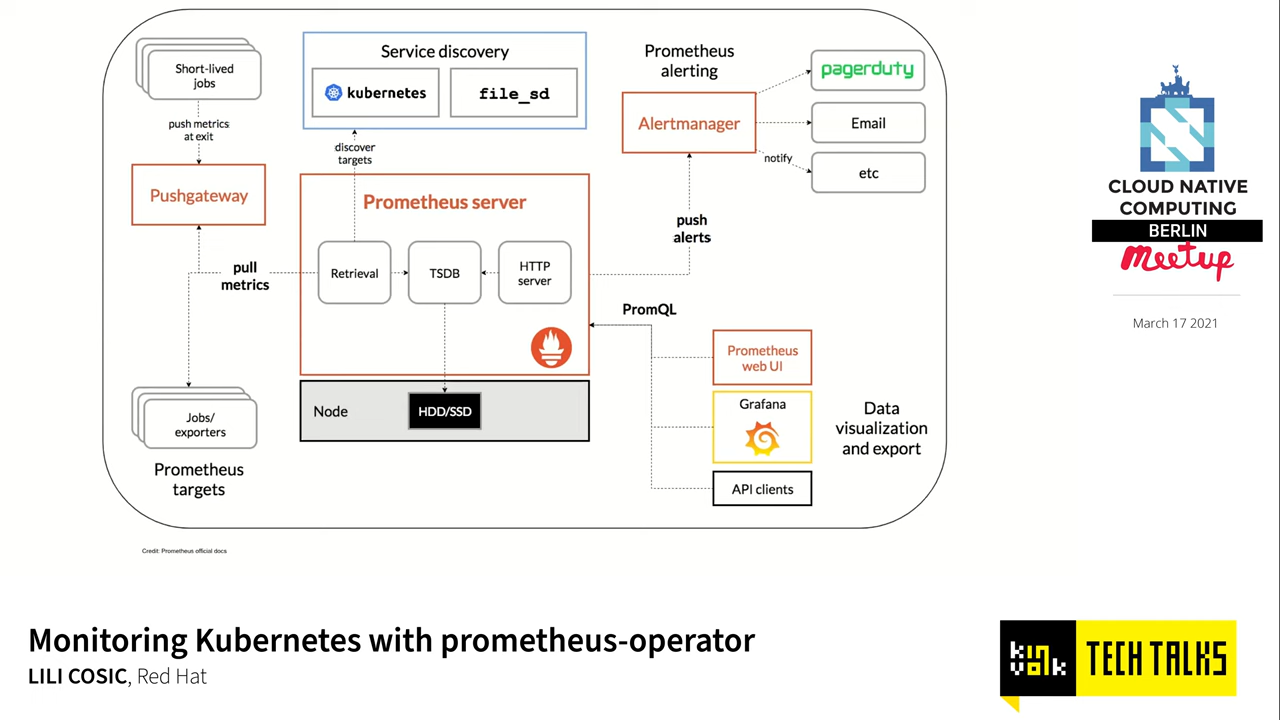 Short-lived
jobs
push metrics
at exit
Pushgateway
pull
metrics
Jobs/
exporters
Prometheus
targets
Service discovery
kubernetes
file_sd
discover
targets
Prometheus server
Retrieval
TSDB
HTTP
server
Node
HDD/SSD
Prometheus
alerting
Alertmanager
pagerduty
Email
notify
etc
push
alerts
PromQL
Prometheus
web UI
Grafana
API clients
Data
visualization
and export
Credit: Prometheus official docs
CLOUD NATIVE
COMPUTING
BERLIN
Meetup
March 17 2021
Monitoring Kubernetes with prometheus-operator
LILI COSIC, Red Hat
kinvolk
TECH TALKS